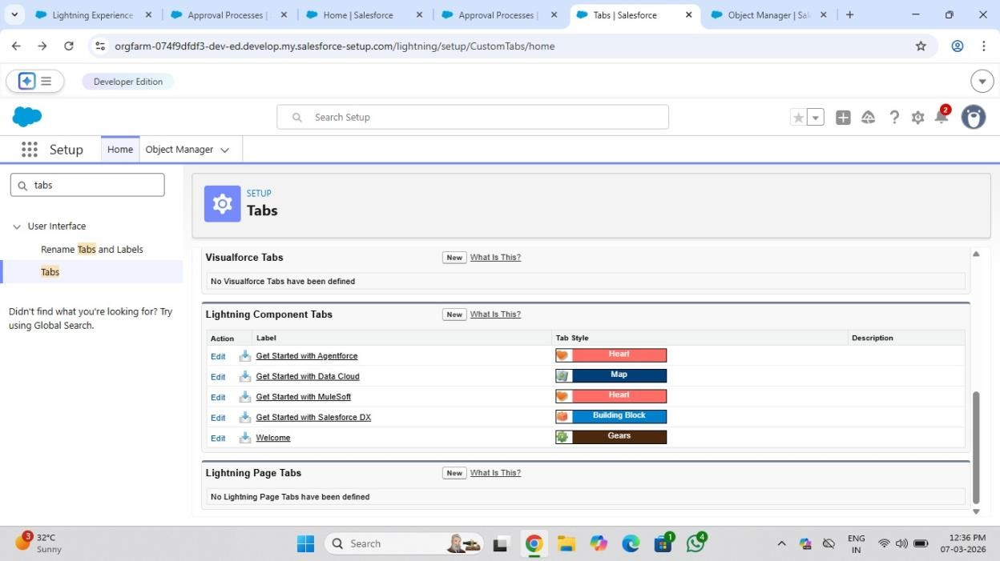 Lightning Experience
Approval Processes |
Home | Salesforce
Approval Processes |
Tabs | Salesforce
Object Manager | Sal
orgfarm-074f9dfdf3-dev-ed.develop.my.salesforce-setup.com/lightning/setup/CustomTabs/home
Developer Edition
Search Setup
2
Setup
Home
Object Manager
tabs
SETUP
Tabs
User Interface
Rename Tabs and Labels
Tabs
Didn't find what you're looking for? Try
using Global Search.
Visualforce Tabs
New
What Is This?
No Visualforce Tabs have been defined
Lightning Component Tabs
New
What Is This?
Action Label Tab Style Description
Edit Get Started with Agentforce Heart
Edit Get Started with Data Cloud Map
Edit Get Started with MuleSoft Heart
Edit Get Started with Salesforce DX Building Block
Edit Welcome Gears
Lightning Page Tabs
New
What Is This?
No Lightning Page Tabs have been defined
3
32°C
Sunny
Search
1
4
ENG
IN
12:36 PM
07-03-2026